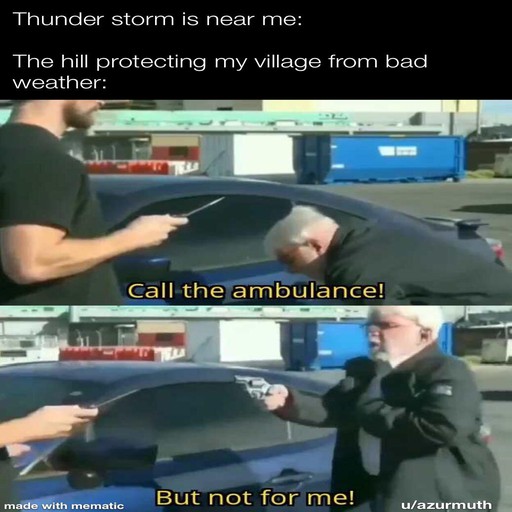 Thunder storm is near me:
The hill protecting my village from bad
weather:
Call the ambulance!
But not for me!
made with mematic
u/azurmuth